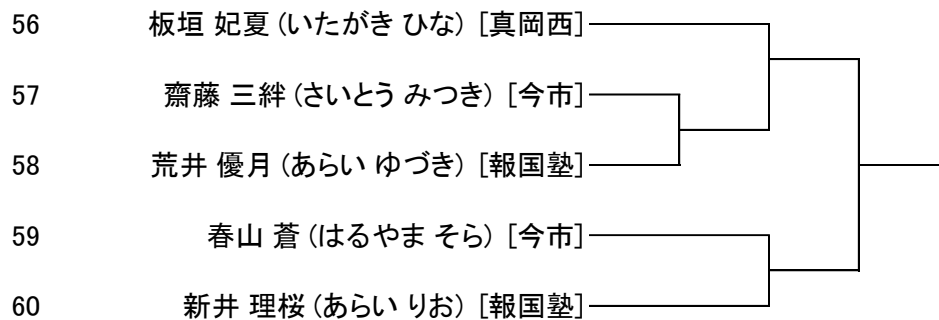 56 板垣 妃夏 (いたがき ひな) [真岡西]
57 齋藤 三絆 (さいとう みつき) [今市]
58 荒井 優月 (あらい ゆづき) [報国塾]
59 春山 蒼 (はるやま そら) [今市]
60 新井 理桜 (あらい りお) [報国塾]